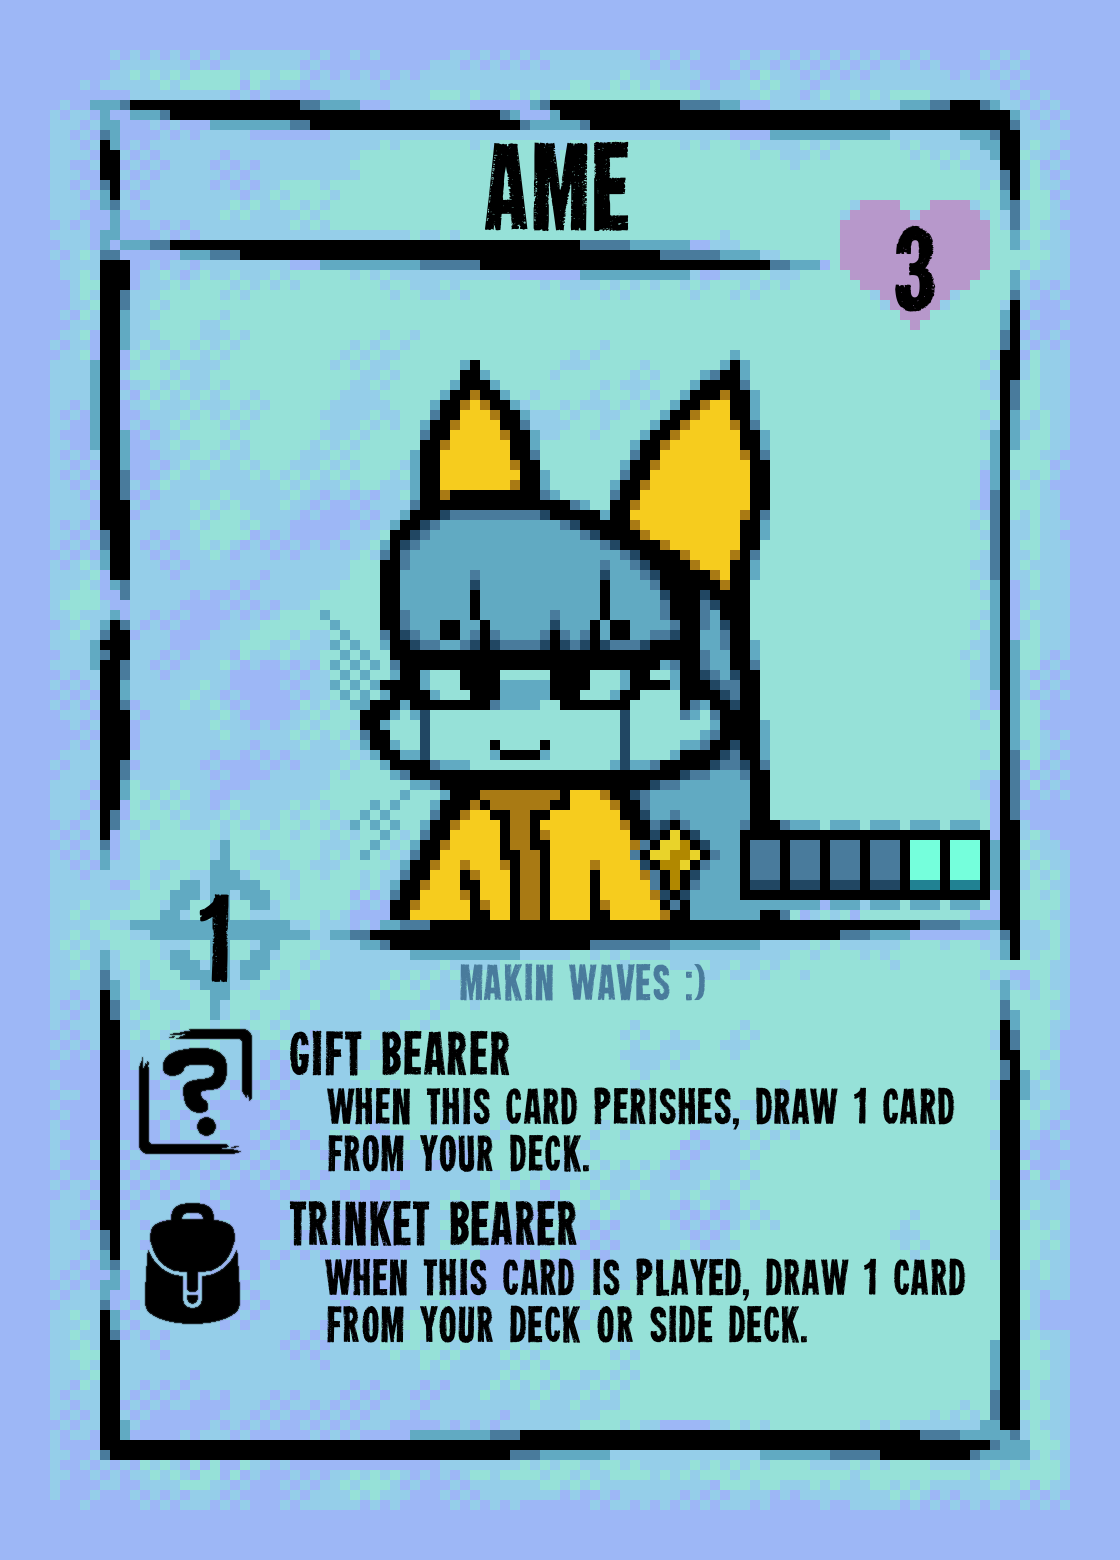 AME
3
1
MAKIN WAVES :)
?
GIFT BEARER
WHEN THIS CARD PERISHES, DRAW 1 CARD
FROM YOUR DECK.
TRINKET BEARER
WHEN THIS CARD IS PLAYED, DRAW 1 CARD
FROM YOUR DECK OR SIDE DECK.